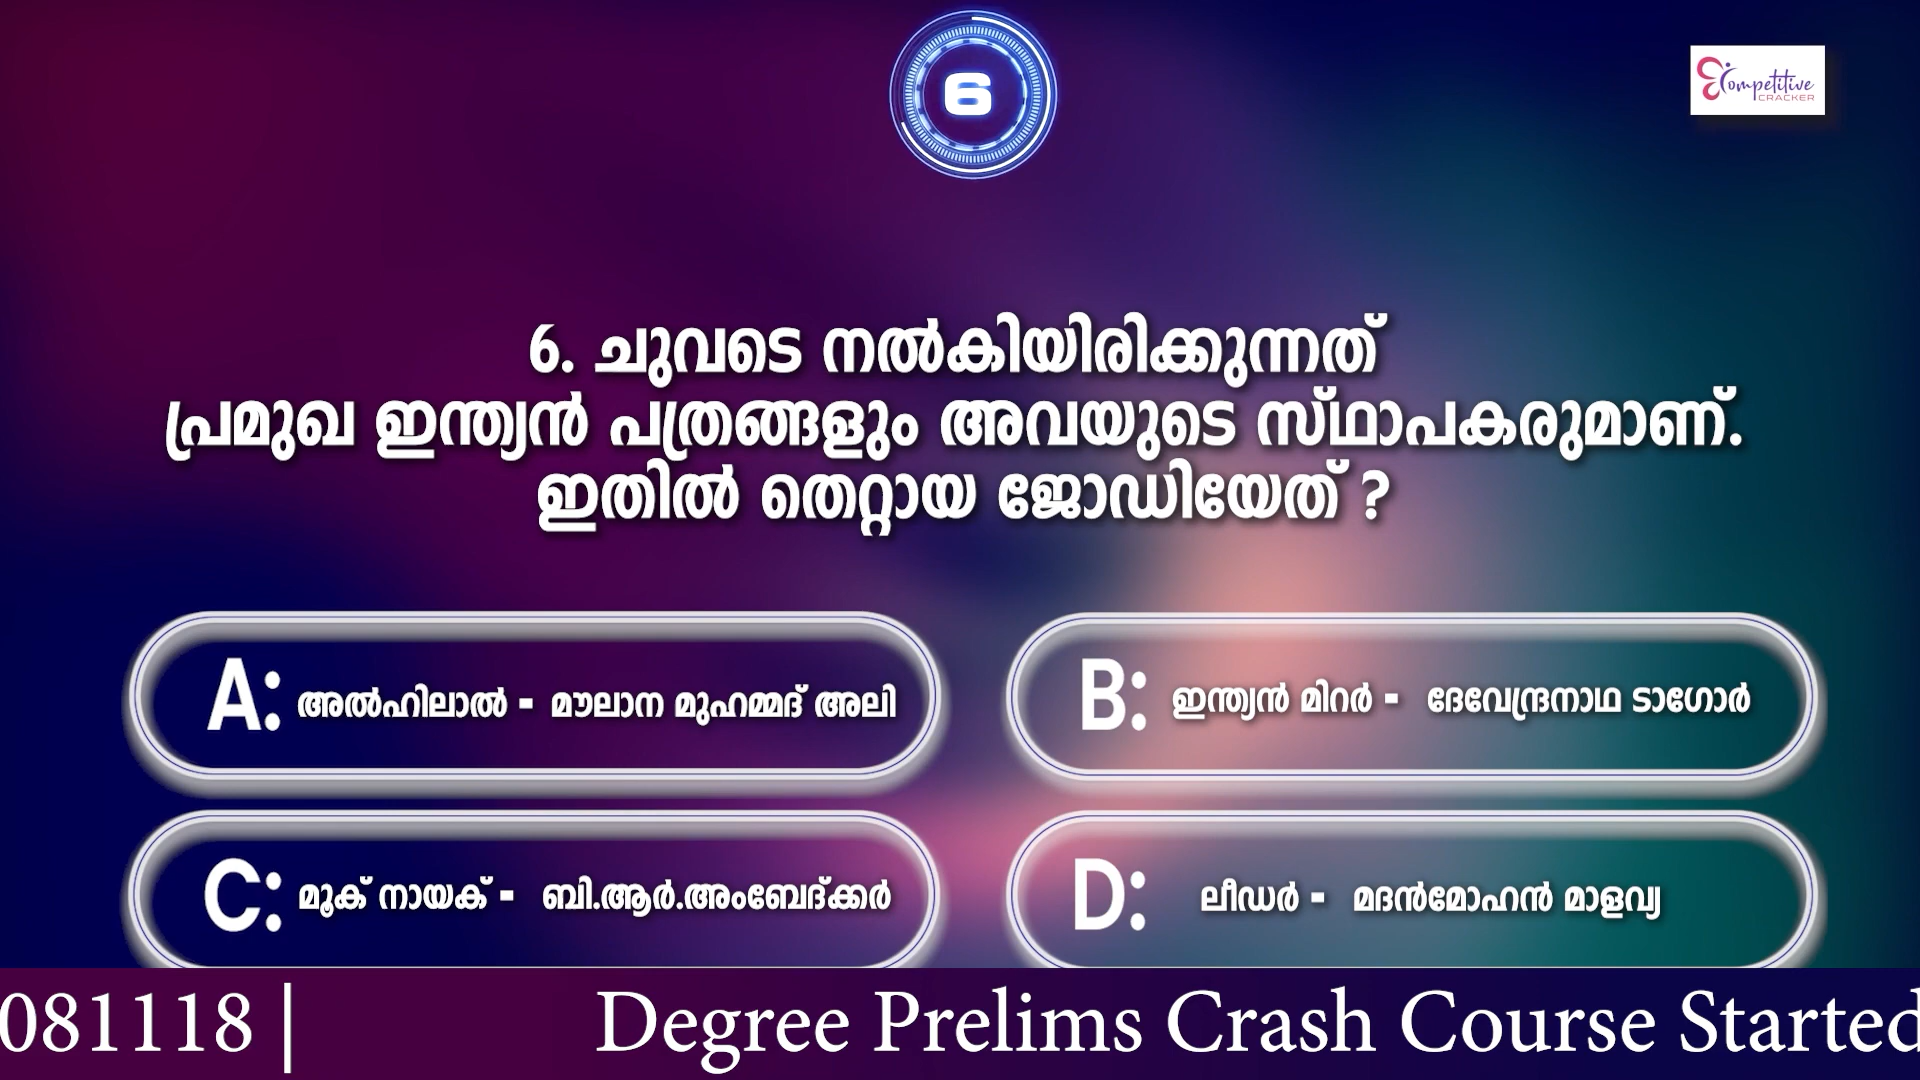 6
Competitive
CRACKER
6. ചുവടെ നൽകിയിരിക്കുന്നത്
പ്രമുഖ ഇന്ത്യൻ പത്രങ്ങളും അവയുടെ സ്ഥാപകരുമാണ്.
ഇതിൽ തെറ്റായ ജോഡിയേത് ?
A: അൽഹിലാൽ - മൗലാന മുഹമ്മദ് അലി
B: ഇന്ത്യൻ മിറർ - ദേവേന്ദ്രനാഥ ടാഗോർ
C: മൂക് നായക് - ബി.ആർ.അംബേദ്ക്കർ
D: ലീഡർ - മദൻമോഹൻ മാളവ്യ
081118 | Degree Prelims Crash Course Started